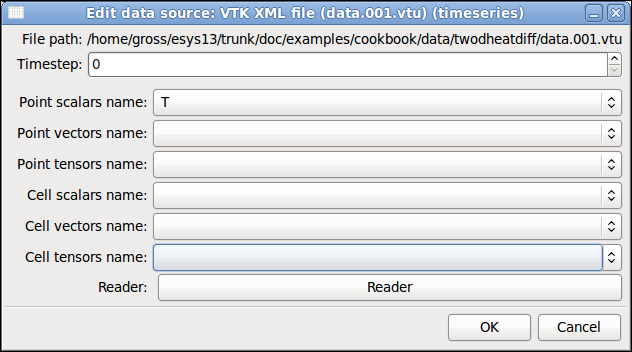 Edit data source: VTK XML file (data.001.vtu) (timeseries)
File path: /home/gross/esys13/trunk/doc/examples/cookbook/data/twodheatdiff/data.001.vtu
Timestep: 0
Point scalars name: T
Point vectors name:
Point tensors name:
Cell scalars name:
Cell vectors name:
Cell tensors name:
Reader: Reader
OK Cancel